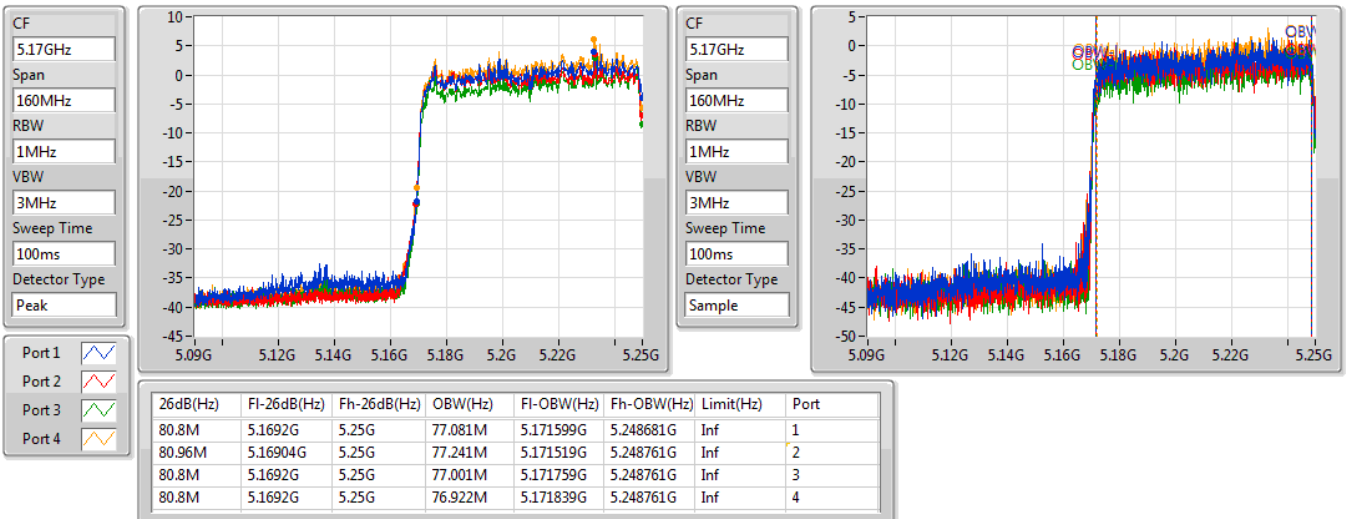 CF
5.17GHz
Span
160MHz
RBW
1MHz
VBW
3MHz
Sweep Time
100ms
Detector Type
Peak
Port 1
Port 2
Port 3
Port 4
10
5
0
-5
-10
-15
-20
-25
-30
-35
-40
-45
5.09G 5.12G 5.14G 5.16G 5.18G 5.2G 5.22G 5.25G
CF
5.17GHz
Span
160MHz
RBW
1MHz
VBW
3MHz
Sweep Time
100ms
Detector Type
Sample
5
0
-5
-10
-15
-20
-25
-30
-35
-40
-45
-50
5.09G 5.12G 5.14G 5.16G 5.18G 5.2G 5.22G 5.25G
26dB(Hz) Fl-26dB(Hz) Fh-26dB(Hz) OBW(Hz) Fl-OBW(Hz) Fh-OBW(Hz) Limit(Hz) Port
80.8M 5.1692G 5.25G 77.081M 5.171599G 5.248681G Inf 1
80.96M 5.16904G 5.25G 77.241M 5.171519G 5.248761G Inf 2
80.8M 5.1692G 5.25G 77.001M 5.171759G 5.248761G Inf 3
80.8M 5.1692G 5.25G 76.922M 5.171839G 5.248761G Inf 4